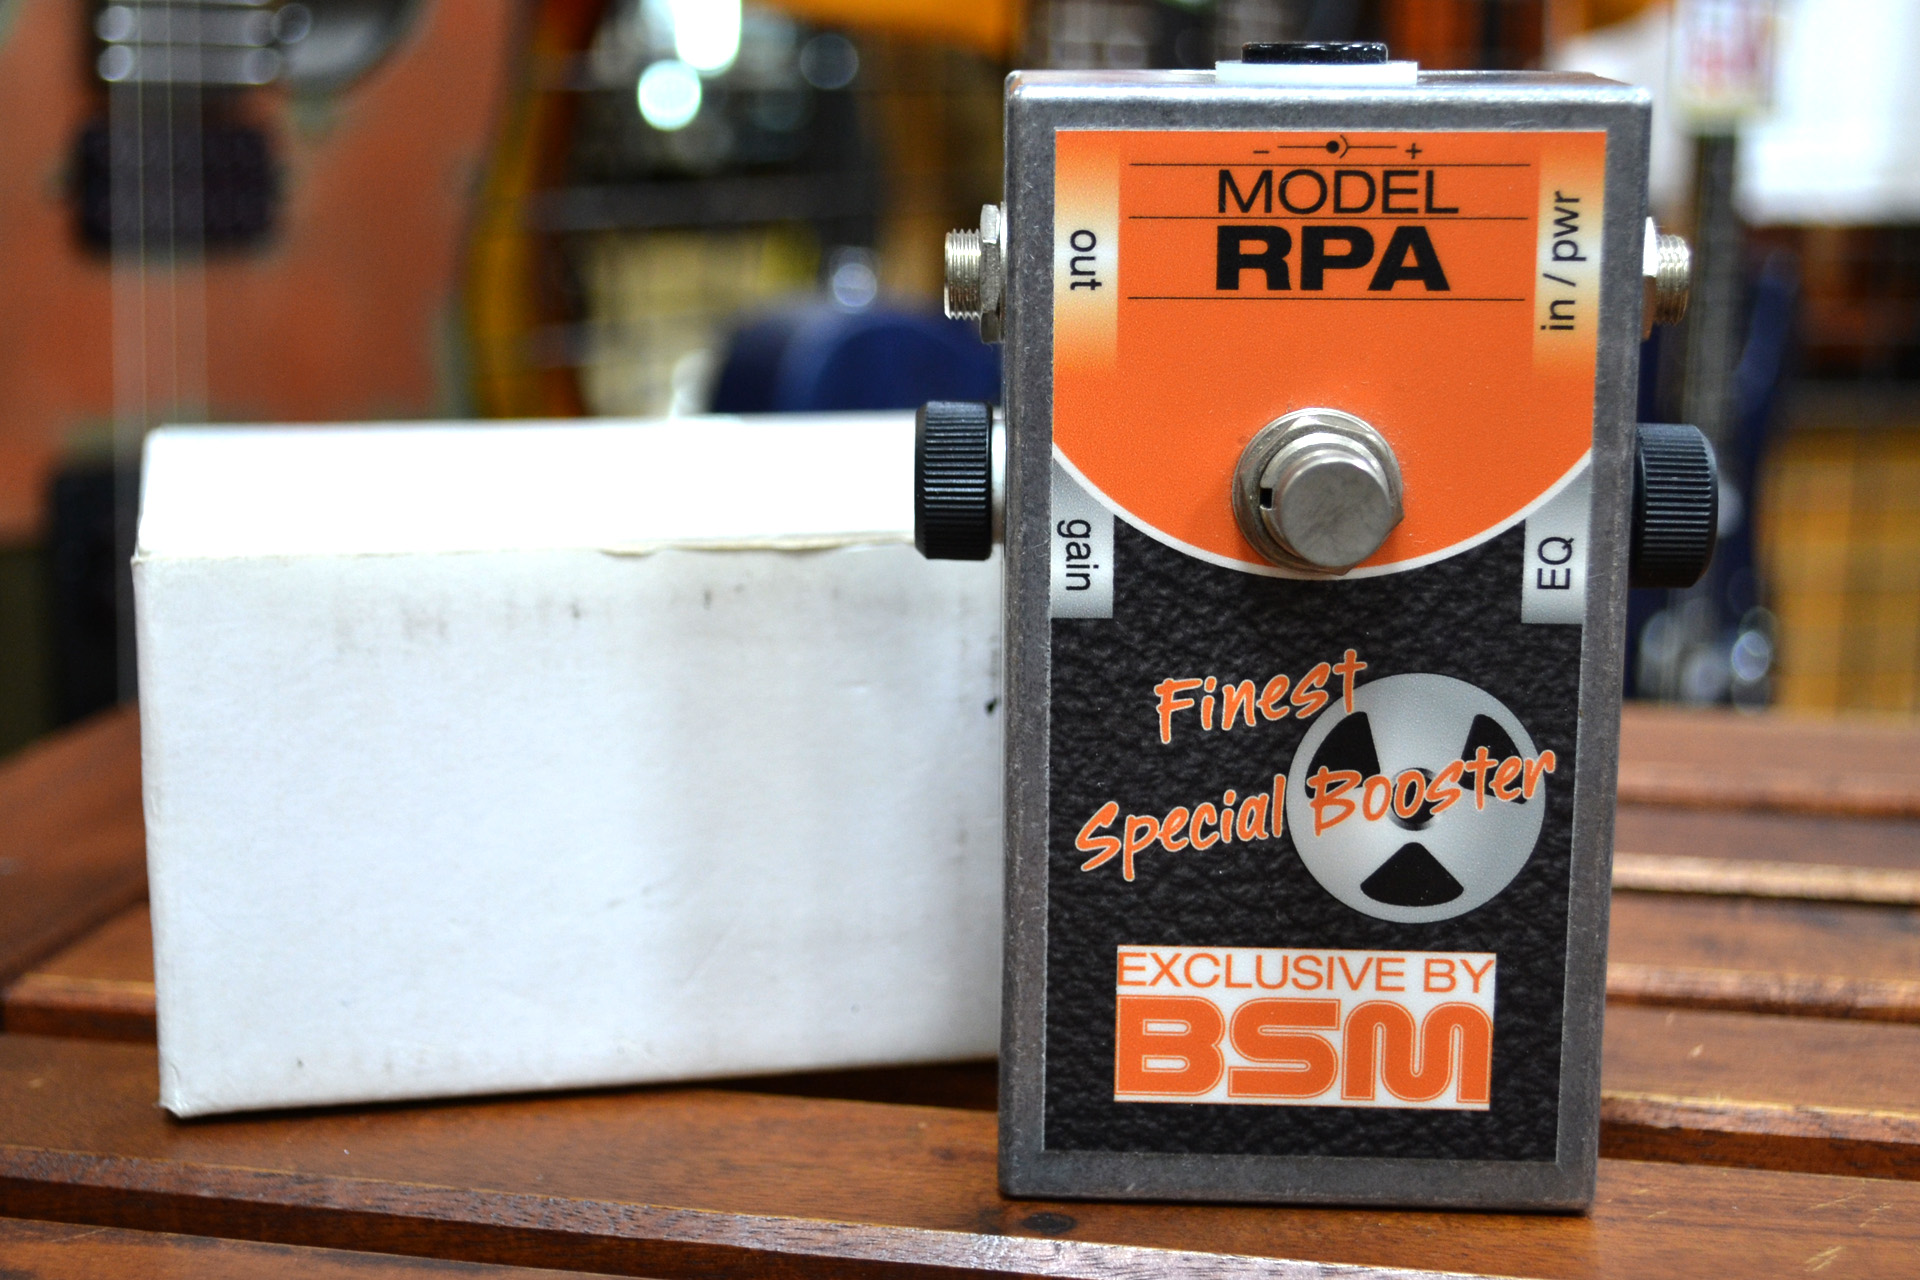 - +
MODEL
RPA
out
in / pwr
gain
EQ
Finest
Special Booster
EXCLUSIVE BY
BSM